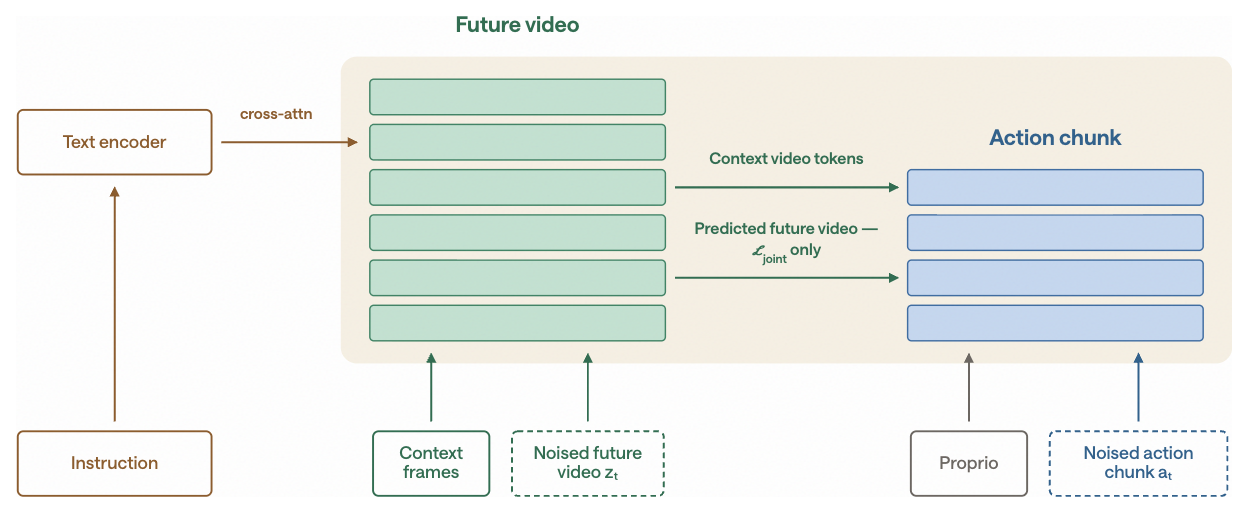 Future video
cross-attn
Text encoder
Action chunk
Context video tokens
Predicted future video —
ℒjoint only
Instruction
Context
frames
Noised future
video zt
Proprio
Noised action
chunk at